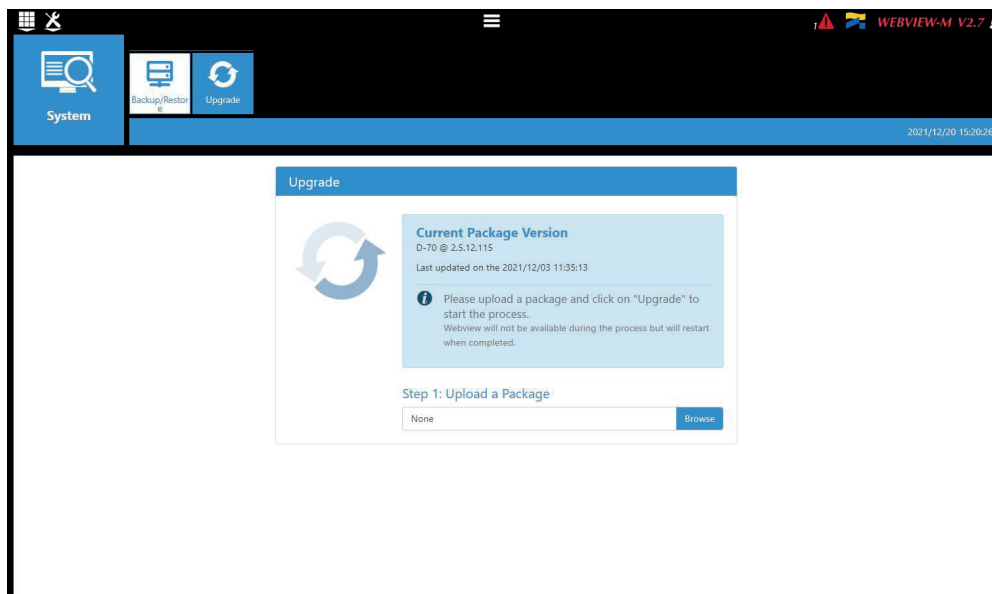 1
WEBVIEW-M V2.7
System
Backup/Restor
e
Upgrade
2021/12/20 15:20:26
Upgrade
Current Package Version
D-70 @ 2.5.12.115
Last updated on the 2021/12/03 11:35:13
Please upload a package and click on "Upgrade" to
start the process.
Webview will not be available during the process but will restart
when completed.
Step 1: Upload a Package
None
Browse